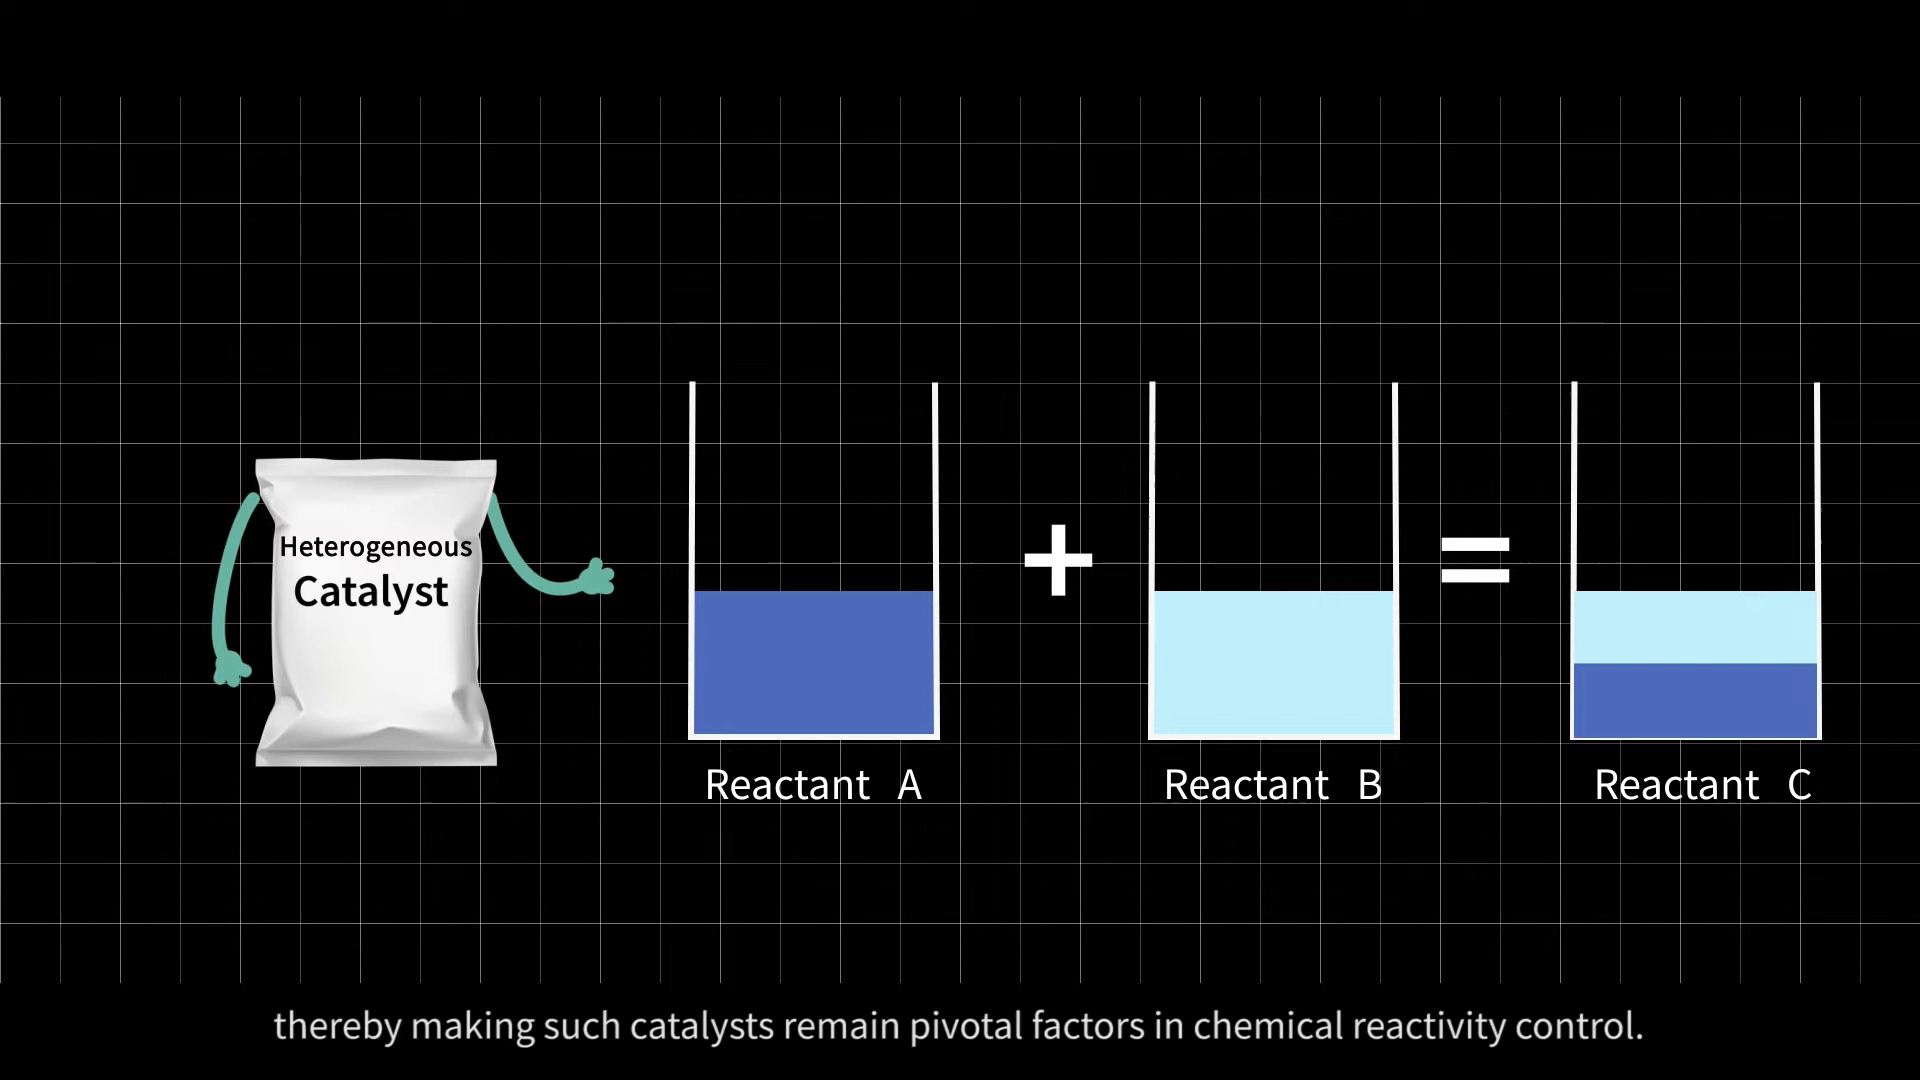 Heterogeneous
Catalyst
+
=
Reactant A
Reactant B
Reactant C
thereby making such catalysts remain pivotal factors in chemical reactivity control.